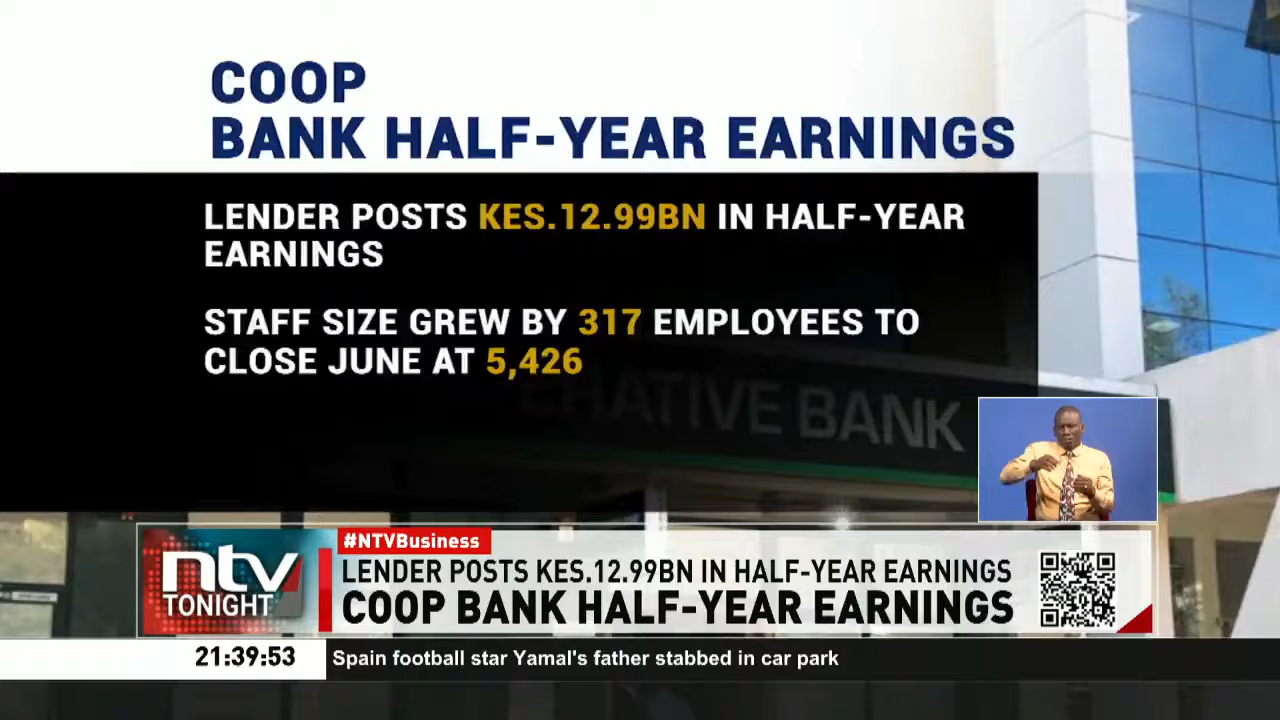 COOP
BANK HALF-YEAR EARNINGS
LENDER POSTS KES.12.99BN IN HALF-YEAR
EARNINGS
STAFF SIZE GREW BY 317 EMPLOYEES TO
CLOSE JUNE AT 5,426
BANK
#NTVBusiness
ntv
TONIGHT
LENDER POSTS KES.12.99BN IN HALF-YEAR EARNINGS
COOP BANK HALF-YEAR EARNINGS
21:39:53
Spain football star Yamal's father stabbed in car park